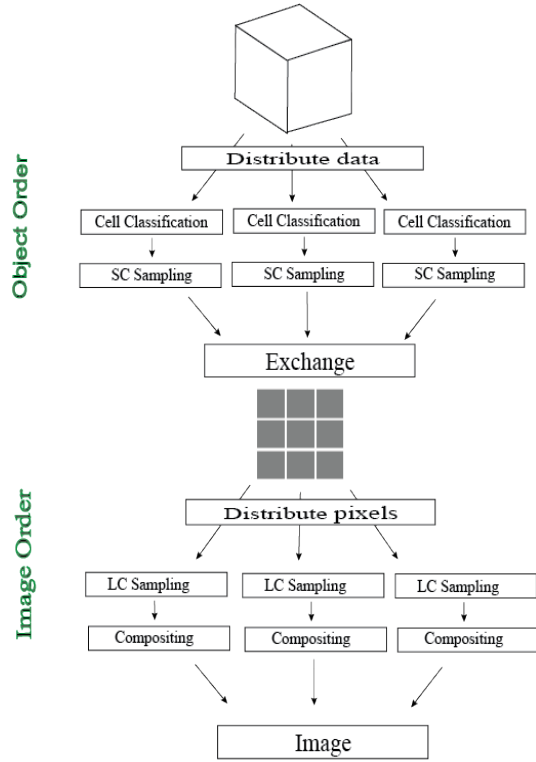 Object Order
Distribute data
Cell Classification
Cell Classification
Cell Classification
SC Sampling
SC Sampling
SC Sampling
Exchange
Image Order
Distribute pixels
LC Sampling
LC Sampling
LC Sampling
Compositing
Compositing
Compositing
Image